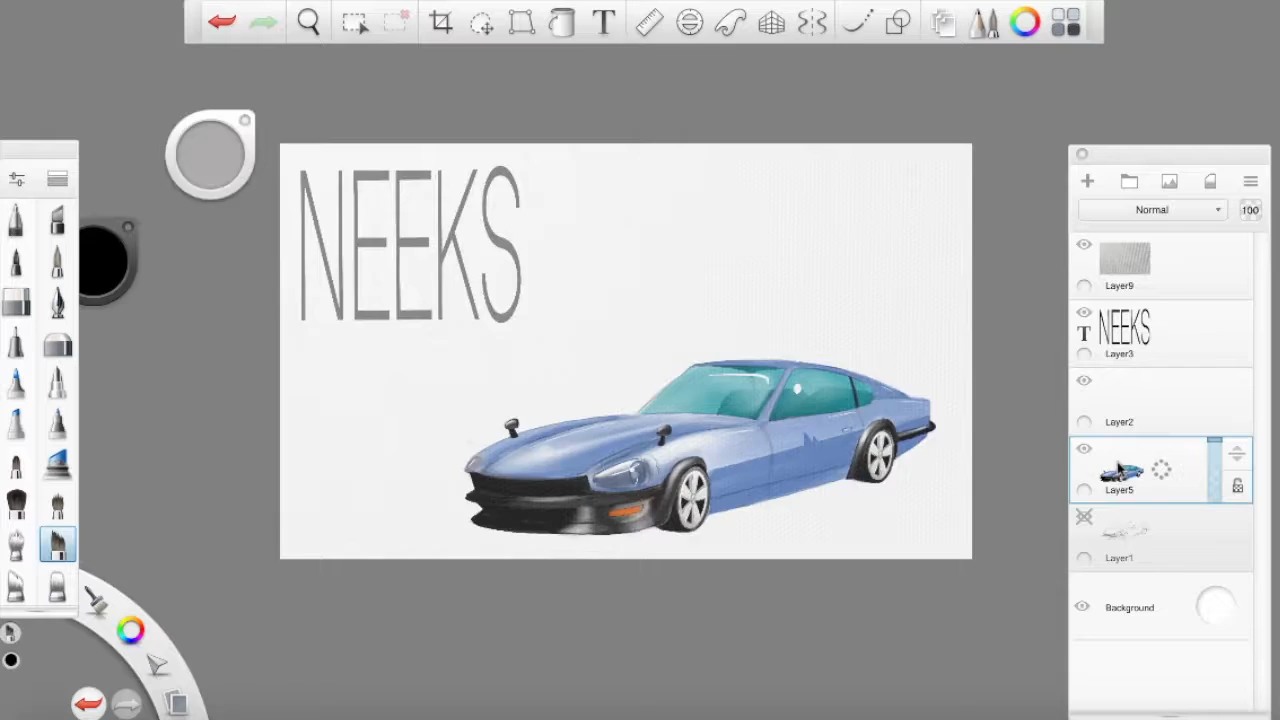 T
NEEKS
Normal
100
Layer9
T
NEEKS
Layer3
Layer2
Layer5
Layer1
Background